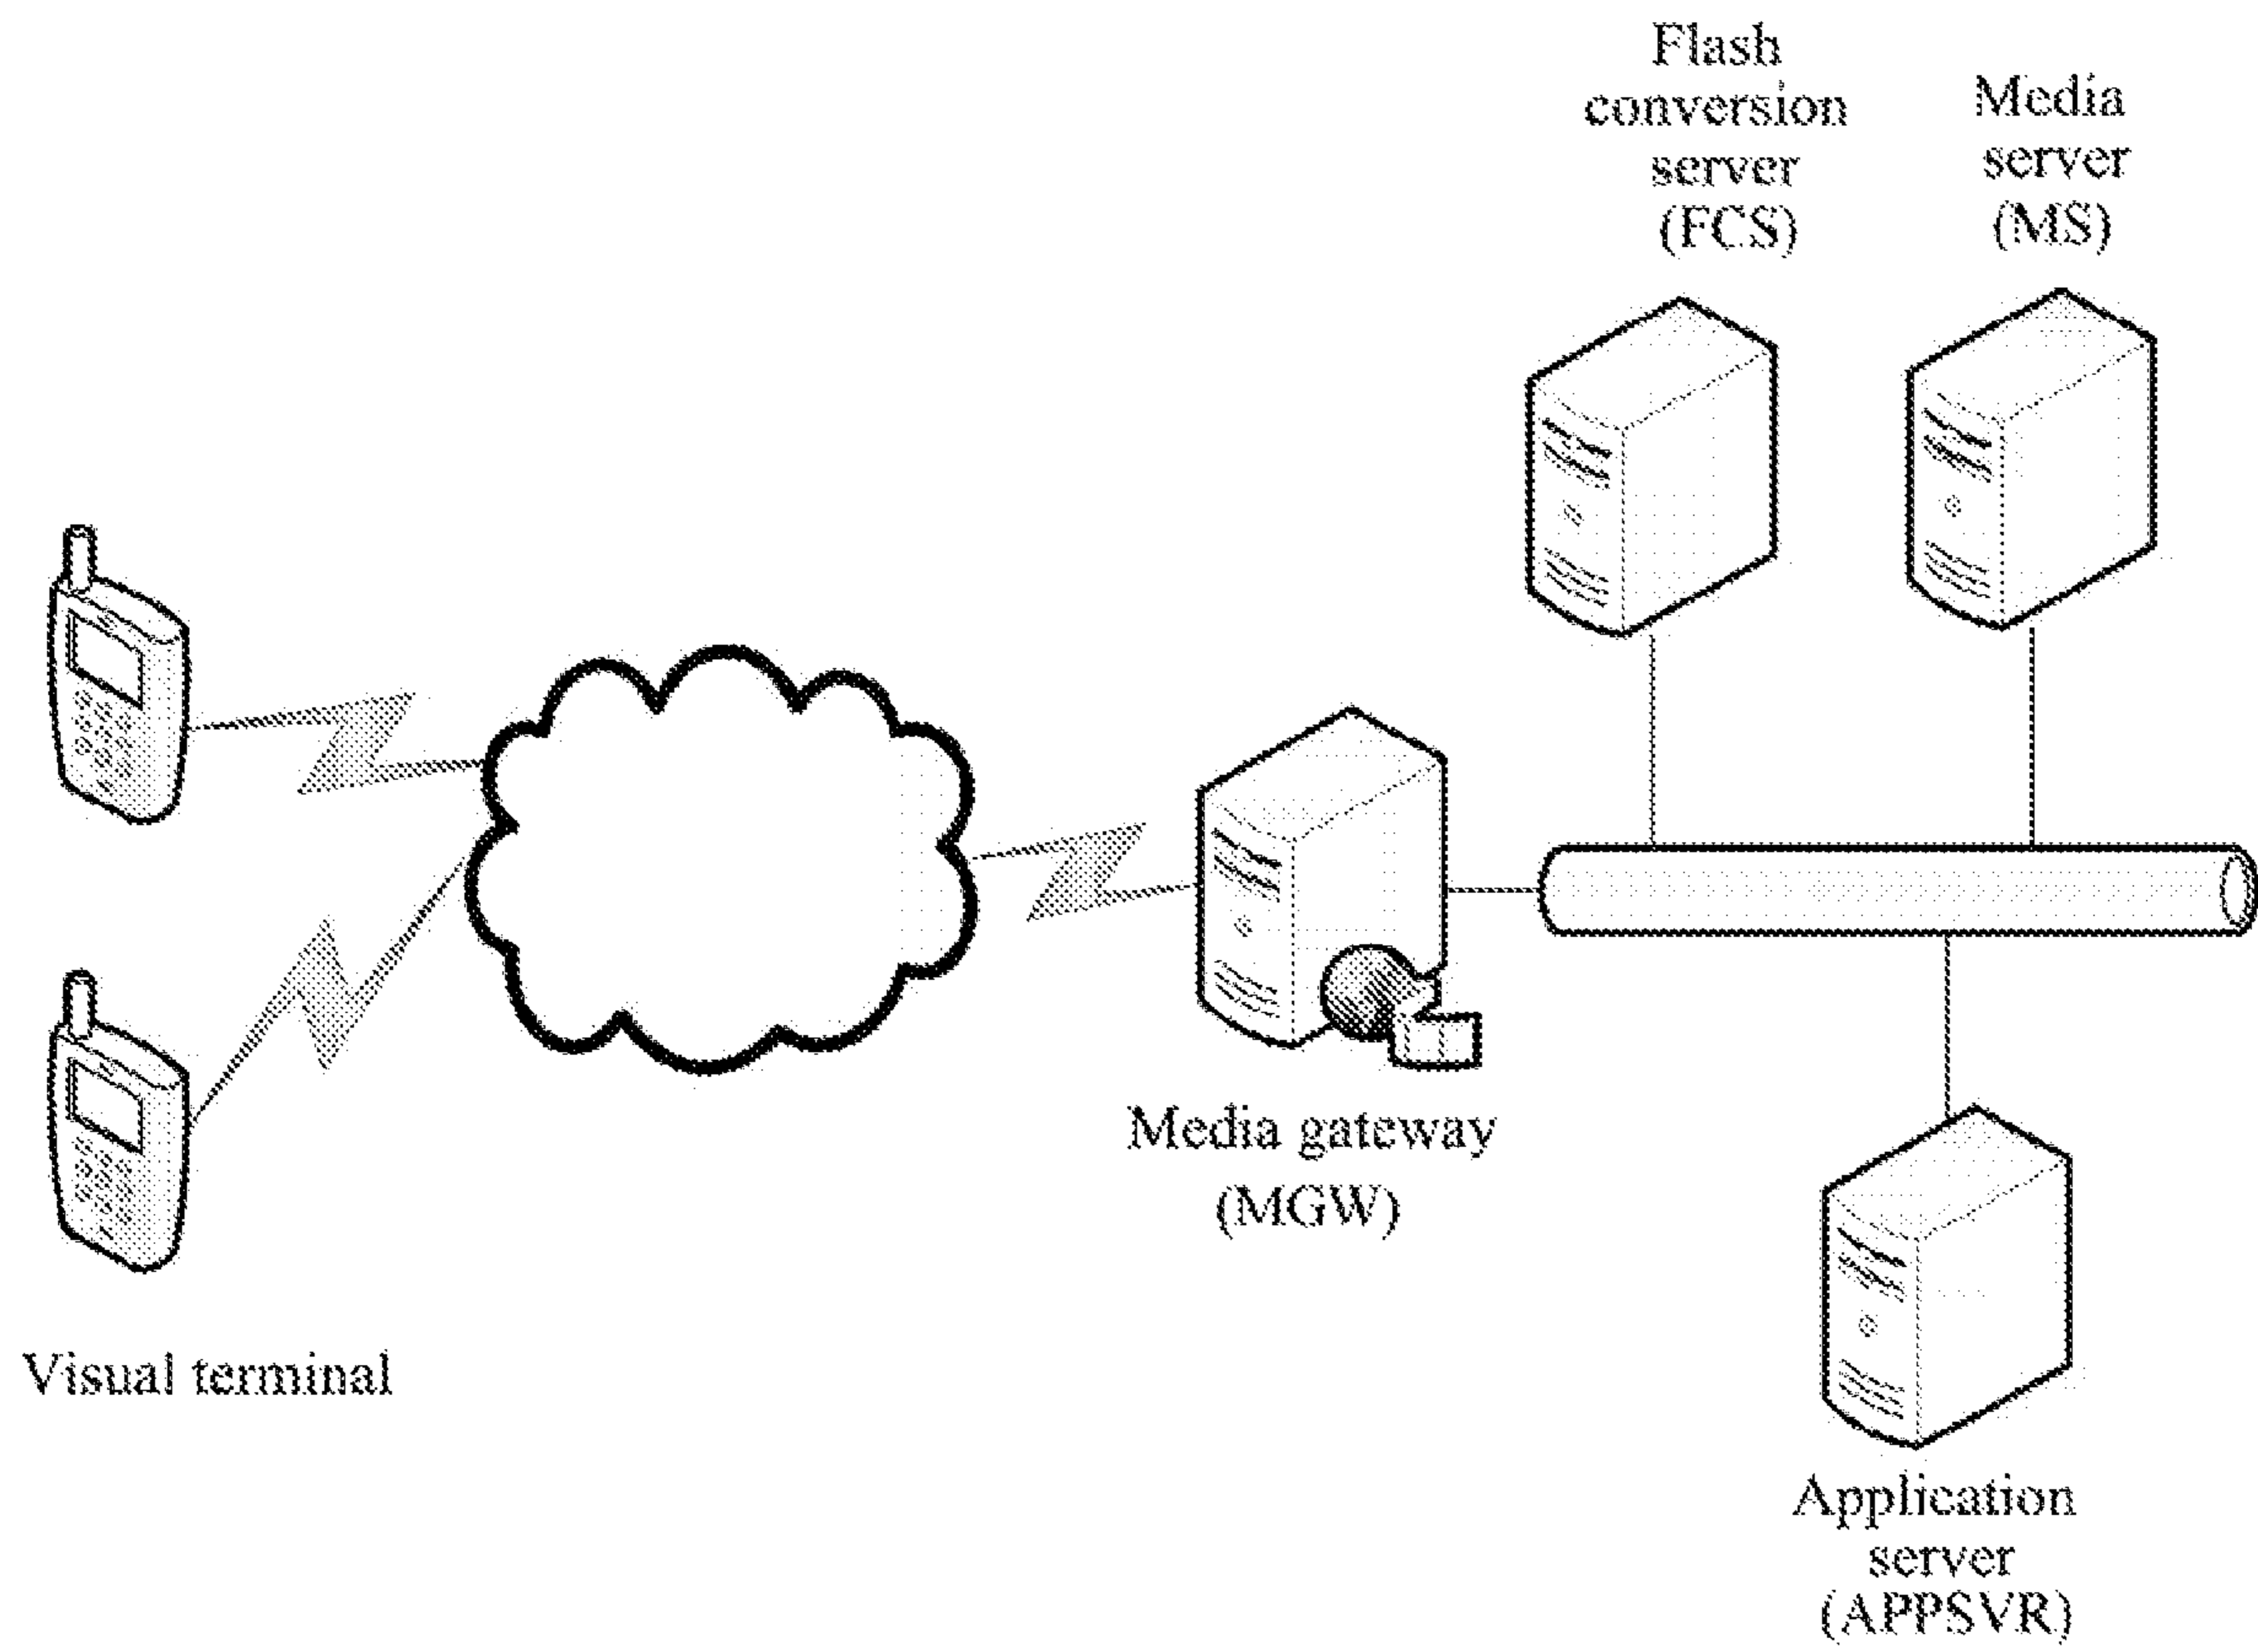 Flash
conversion
server
(FCS)
Media
server
(MS)
Media gateway
(MGW)
Visual terminal
Application
server
(APPSVR)